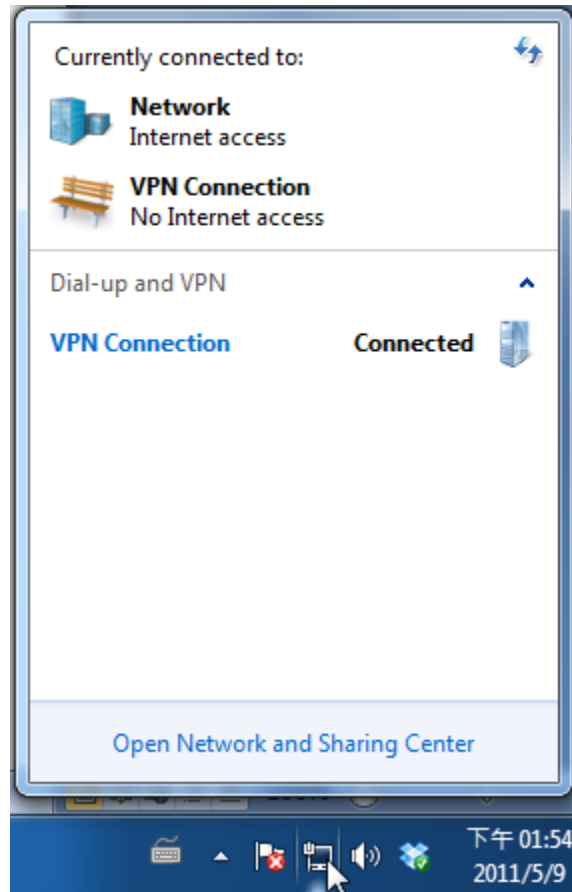 Currently connected to:
Network
Internet access
VPN Connection
No Internet access
Dial-up and VPN
VPN Connection Connected
Open Network and Sharing Center
下午 01:54
2011/5/9